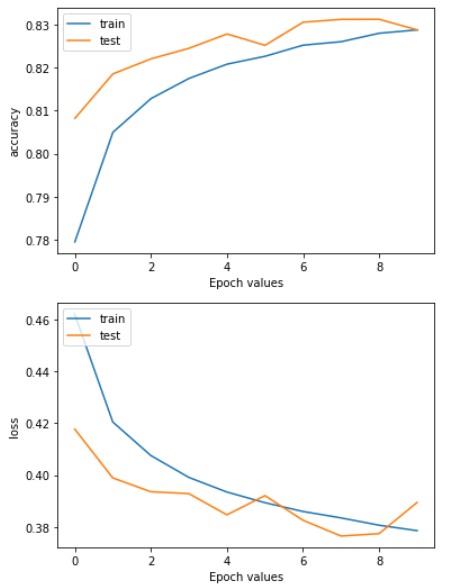 0.83
0.82
0.81
0.80
0.79
0.78
accuracy
train
test
0 2 4 6 8
Epoch values
0.46
0.44
0.42
0.40
0.38
loss
train
test
0 2 4 6 8
Epoch values